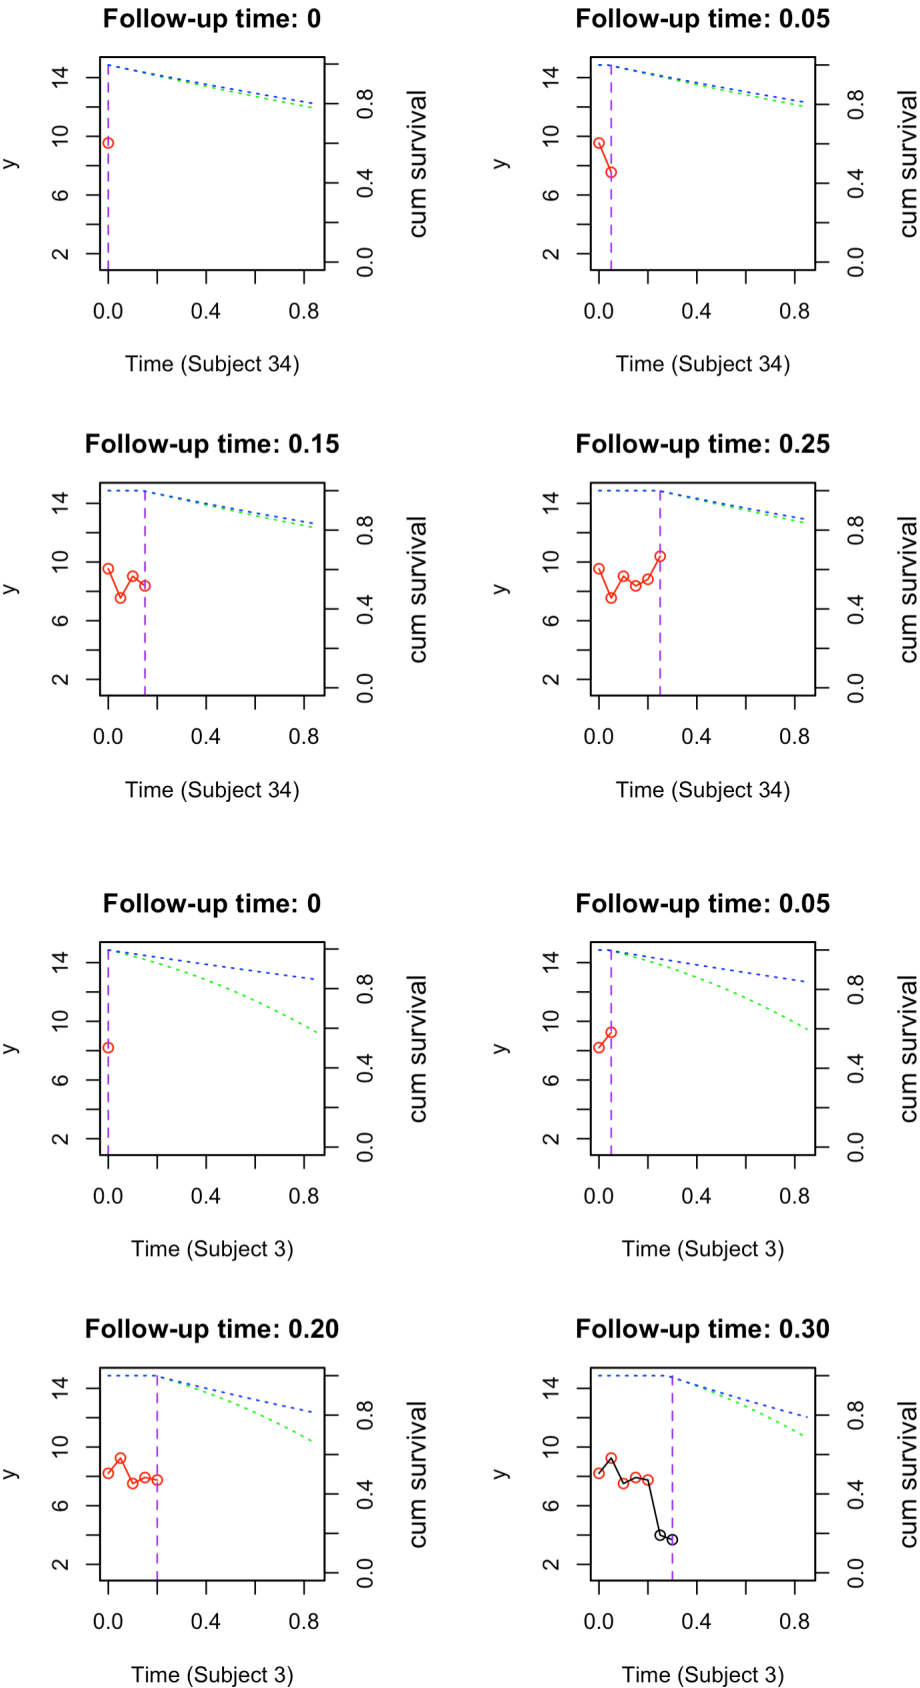 Follow-up time: 0
14
10
6
2
y
0.8
0.4
0.0
cum survival
0.0 0.4 0.8
Time (Subject 34)
Follow-up time: 0.05
14
10
6
2
y
0.8
0.4
0.0
cum survival
0.0 0.4 0.8
Time (Subject 34)
Follow-up time: 0.15
14
10
6
2
y
0.8
0.4
0.0
cum survival
0.0 0.4 0.8
Time (Subject 34)
Follow-up time: 0.25
14
10
6
2
y
0.8
0.4
0.0
cum survival
0.0 0.4 0.8
Time (Subject 34)
Follow-up time: 0
14
10
6
2
y
0.8
0.4
0.0
cum survival
0.0 0.4 0.8
Time (Subject 3)
Follow-up time: 0.05
14
10
6
2
y
0.8
0.4
0.0
cum survival
0.0 0.4 0.8
Time (Subject 3)
Follow-up time: 0.20
14
10
6
2
y
0.8
0.4
0.0
cum survival
0.0 0.4 0.8
Time (Subject 3)
Follow-up time: 0.30
14
10
6
2
y
0.8
0.4
0.0
cum survival
0.0 0.4 0.8
Time (Subject 3)